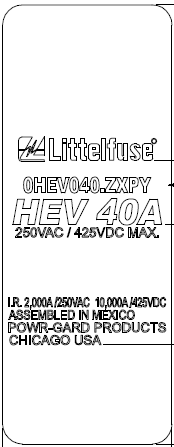 Littelfuse®
0HEV040.ZXPY
HEV 40A
250VAC / 425VDC MAX.
I.R. 2,000A /250VAC 10,000A /425VDC
ASSEMBLED IN MEXICO
POWR-GARD PRODUCTS
CHICAGO USA